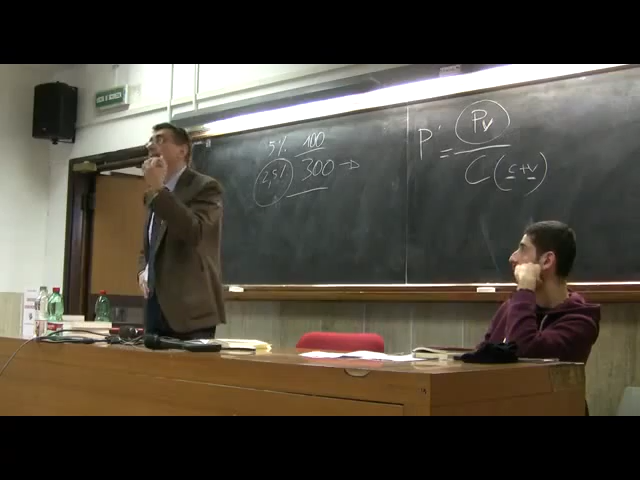 5% 100
2,5% 300 →
P' = Pv
C (c+v)